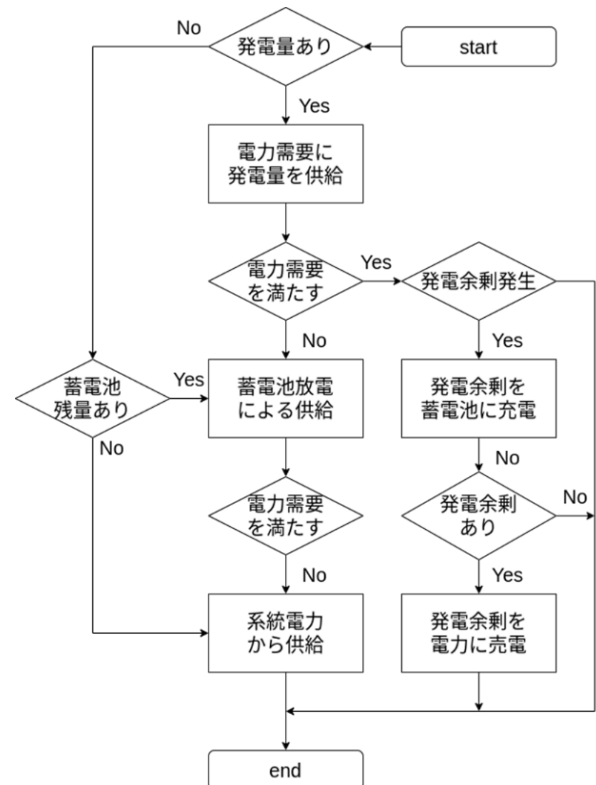 No
発電量あり
start
Yes
電力需要に
発電量を供給
電力需要
を満たす
Yes
発電余剰発生
No
Yes
蓄電池
残量あり
Yes
蓄電池放電
による供給
発電余剰を
蓄電池に充電
No
No
電力需要
を満たす
発電余剰
あり
No
No
Yes
系統電力
から供給
発電余剰を
電力に売電
end